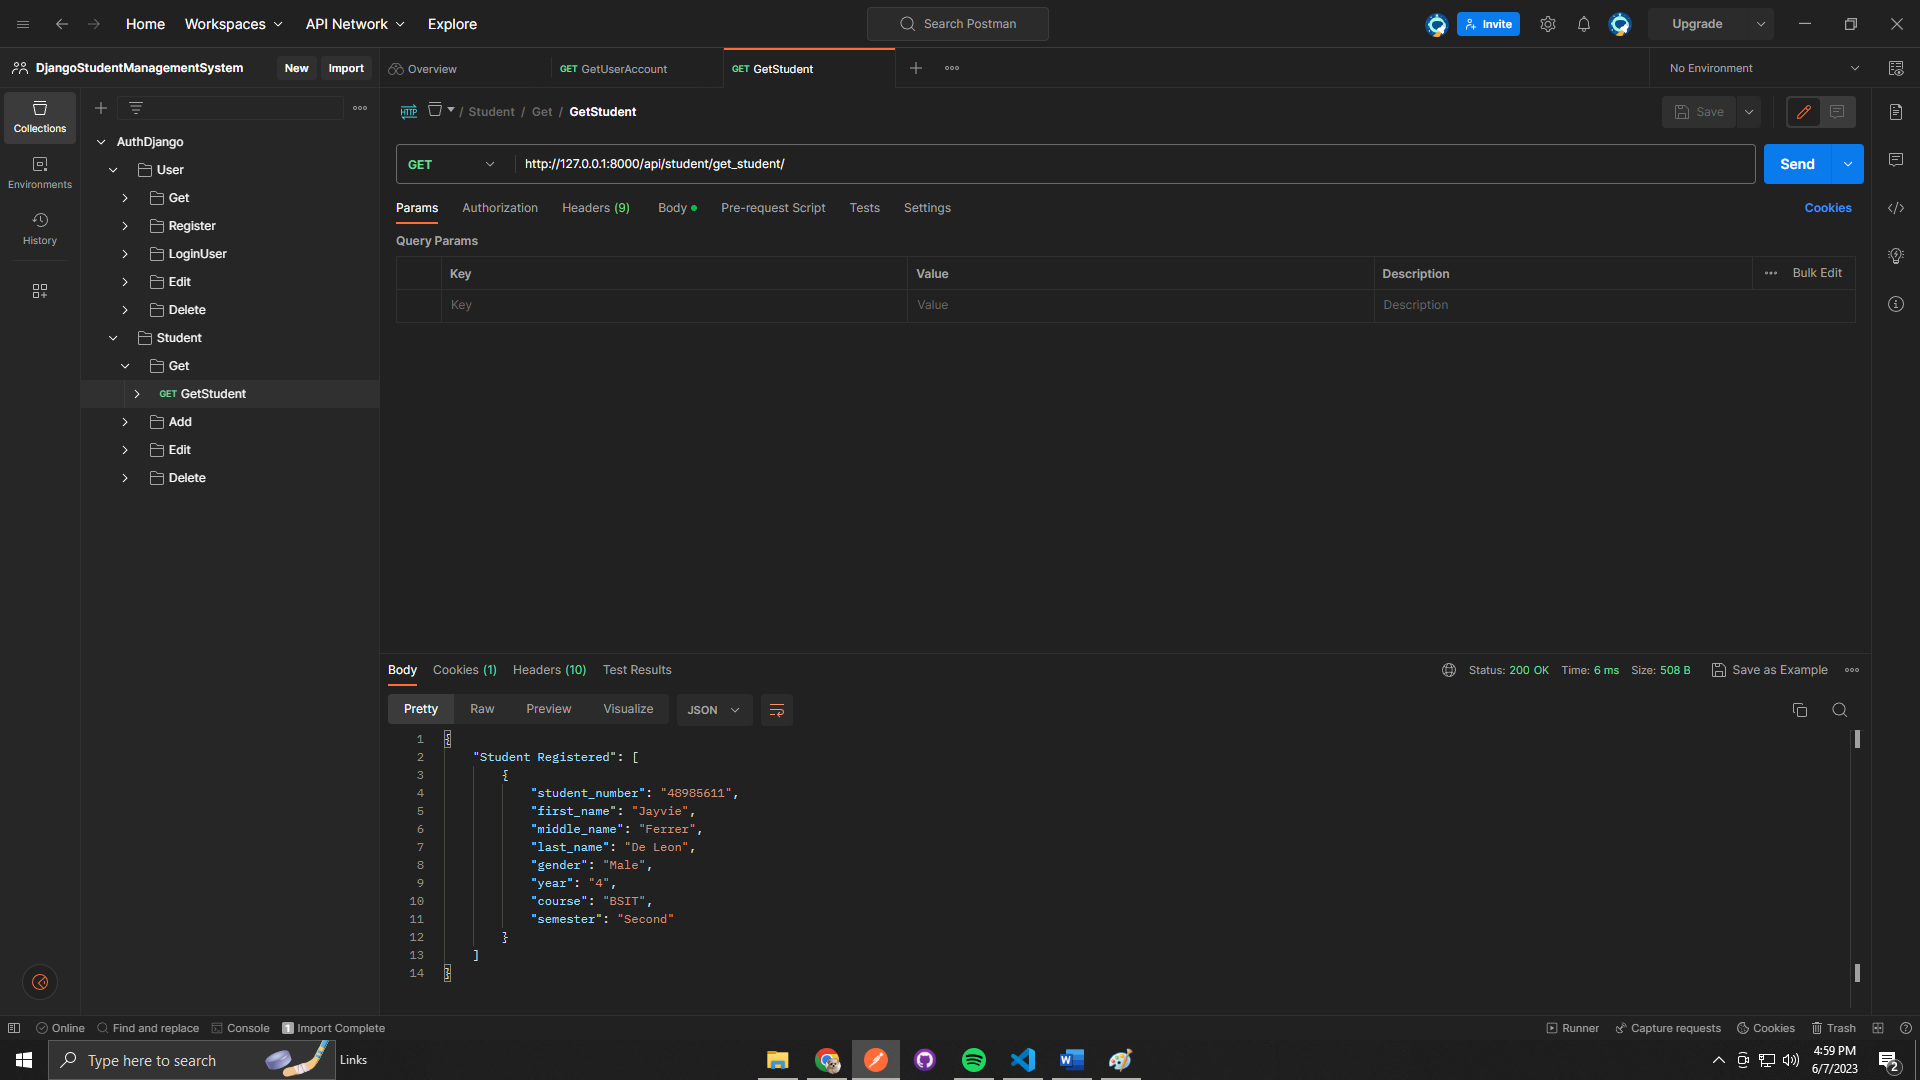 Home Workspaces API Network Explore
Search Postman
Invite Upgrade
DjangoStudentManagementSystem New Import
Overview GET GetUserAccount GET GetStudent
No Environment
Collections
Environments
History
AuthDjango
User
Get
Register
LoginUser
Edit
Delete
Student
Get
GET GetStudent
Add
Edit
Delete
HTTP / Student / Get / GetStudent
Save
GET http://127.0.0.1:8000/api/student/get_student/
Send
Params Authorization Headers (9) Body Pre-request Script Tests Settings
Cookies
Query Params
Key Value Description Bulk Edit
Key Value Description
Body Cookies (1) Headers (10) Test Results
Status: 200 OK Time: 6 ms Size: 508 B Save as Example
Pretty Raw Preview Visualize JSON
1 {
2 "Student Registered": [
3 {
4 "student_number": "48985611",
5 "first_name": "Jayvie",
6 "middle_name": "Ferrer",
7 "last_name": "De Leon",
8 "gender": "Male",
9 "year": "4",
10 "course": "BSIT",
11 "semester": "Second"
12 }
13 ]
14 }
Online Find and replace Console 1 Import Complete
Runner Capture requests Cookies Trash
Type here to search
Links
4:59 PM
6/7/2023
2